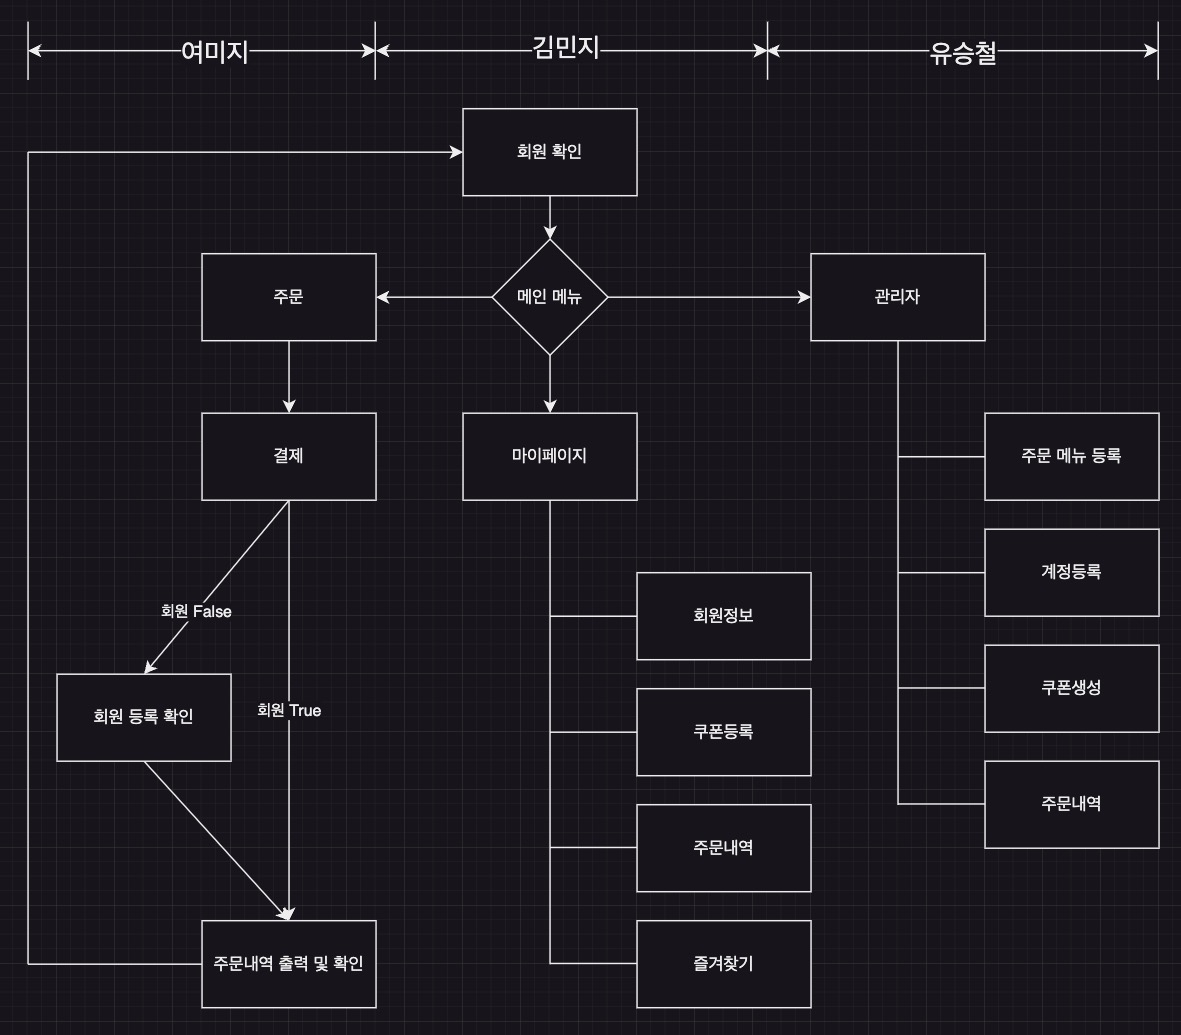 여미지
김민지
유승철
회원 확인
주문
메인 메뉴
관리자
결제
마이페이지
주문 메뉴 등록
계정등록
회원 False
회원정보
쿠폰생성
회원 등록 확인
회원 True
쿠폰등록
주문내역
주문내역
주문내역 출력 및 확인
즐겨찾기